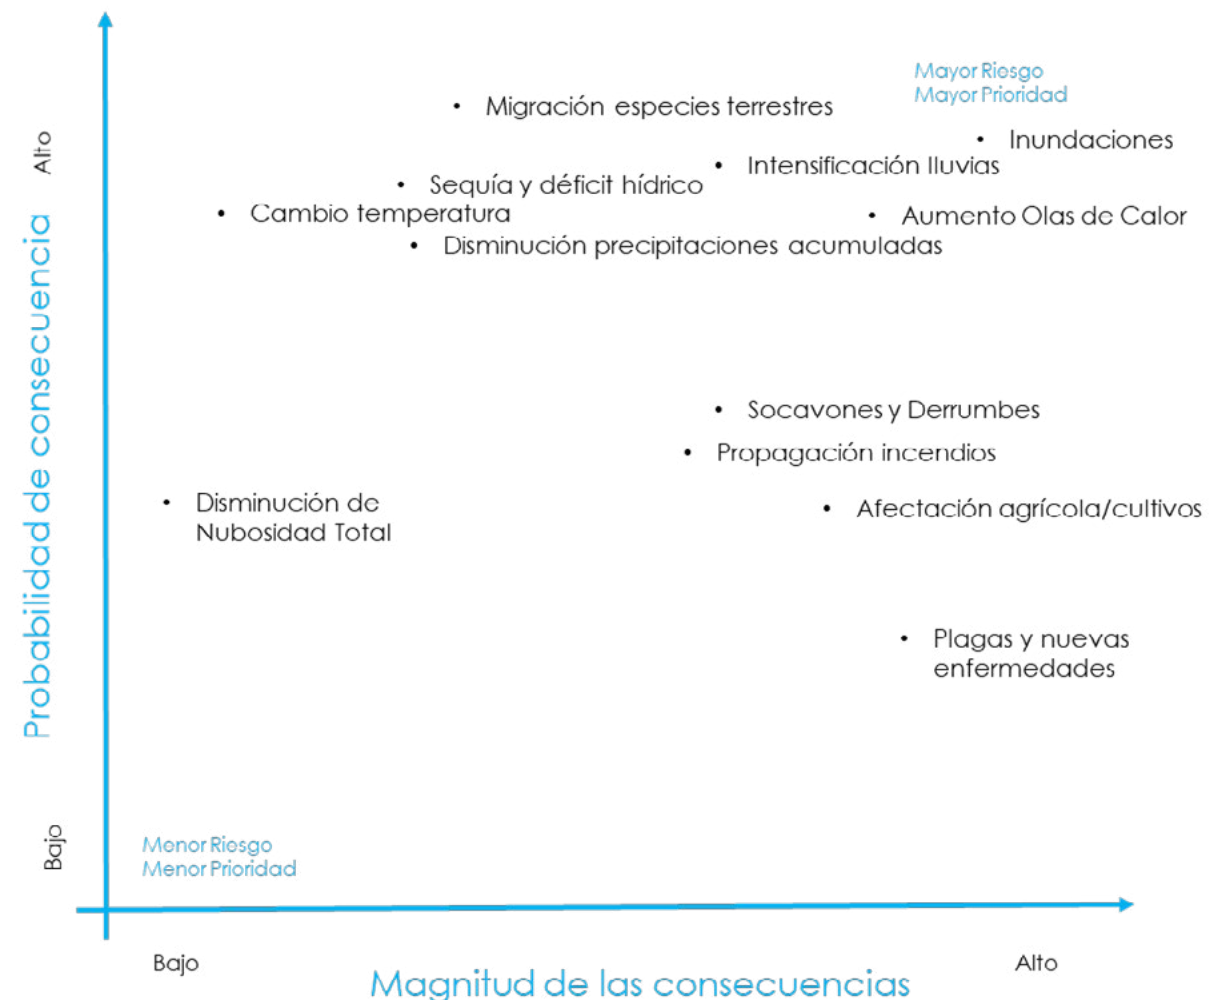 Mayor Riesgo
Mayor Prioridad
• Migración especies terrestres
• Inundaciones
• Intensificación lluvias
• Sequía y déficit hídrico
• Cambio temperatura
• Aumento Olas de Calor
• Disminución precipitaciones acumuladas
• Socavones y Derrumbes
• Propagación incendios
• Disminución de
Nubosidad Total
• Afectación agrícola/cultivos
• Plagas y nuevas
enfermedades
Menor Riesgo
Menor Prioridad
Alto
Probabilidad de consecuencia
Bajo
Bajo
Alto
Magnitud de las consecuencias